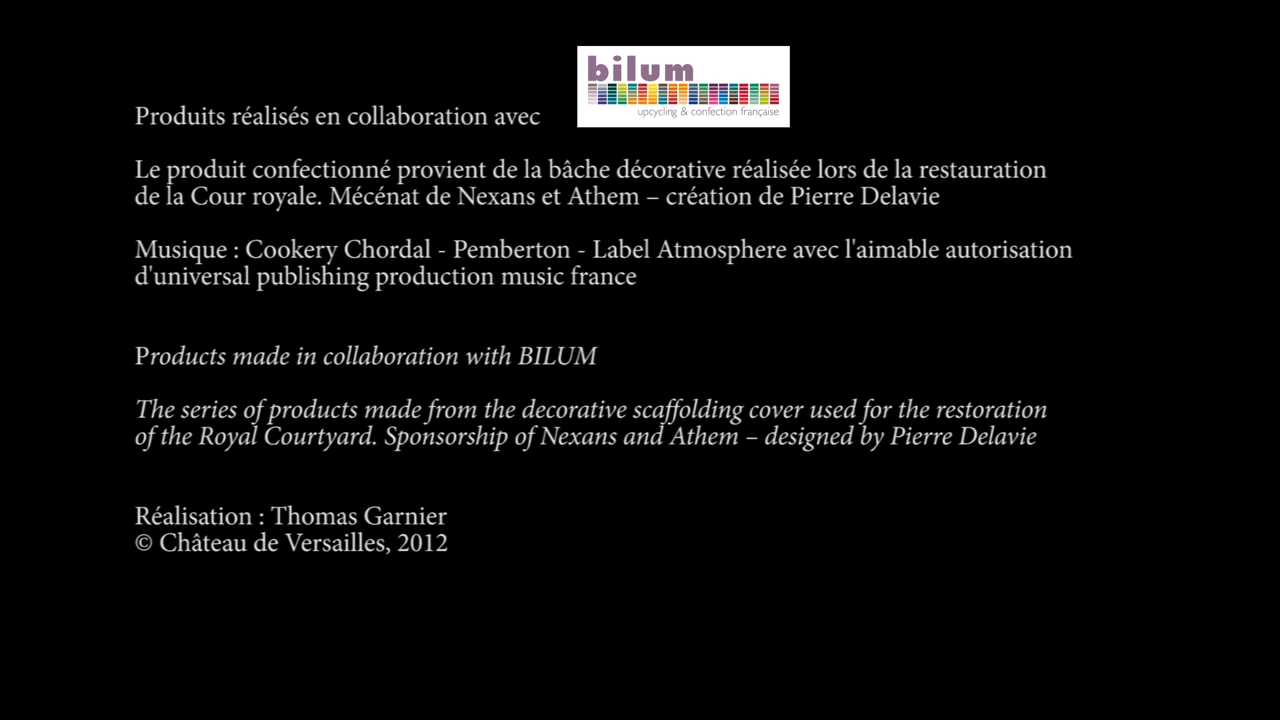 bilum
upcycling & confection française
Produits réalisés en collaboration avec
Le produit confectionné provient de la bâche décorative réalisée lors de la restauration
de la Cour royale. Mécénat de Nexans et Athem – création de Pierre Delavie
Musique : Cookery Chordal - Pemberton - Label Atmosphere avec l'aimable autorisation
d'universal publishing production music france
Products made in collaboration with BILUM
The series of products made from the decorative scaffolding cover used for the restoration
of the Royal Courtyard. Sponsorship of Nexans and Athem – designed by Pierre Delavie
Réalisation : Thomas Garnier
© Château de Versailles, 2012